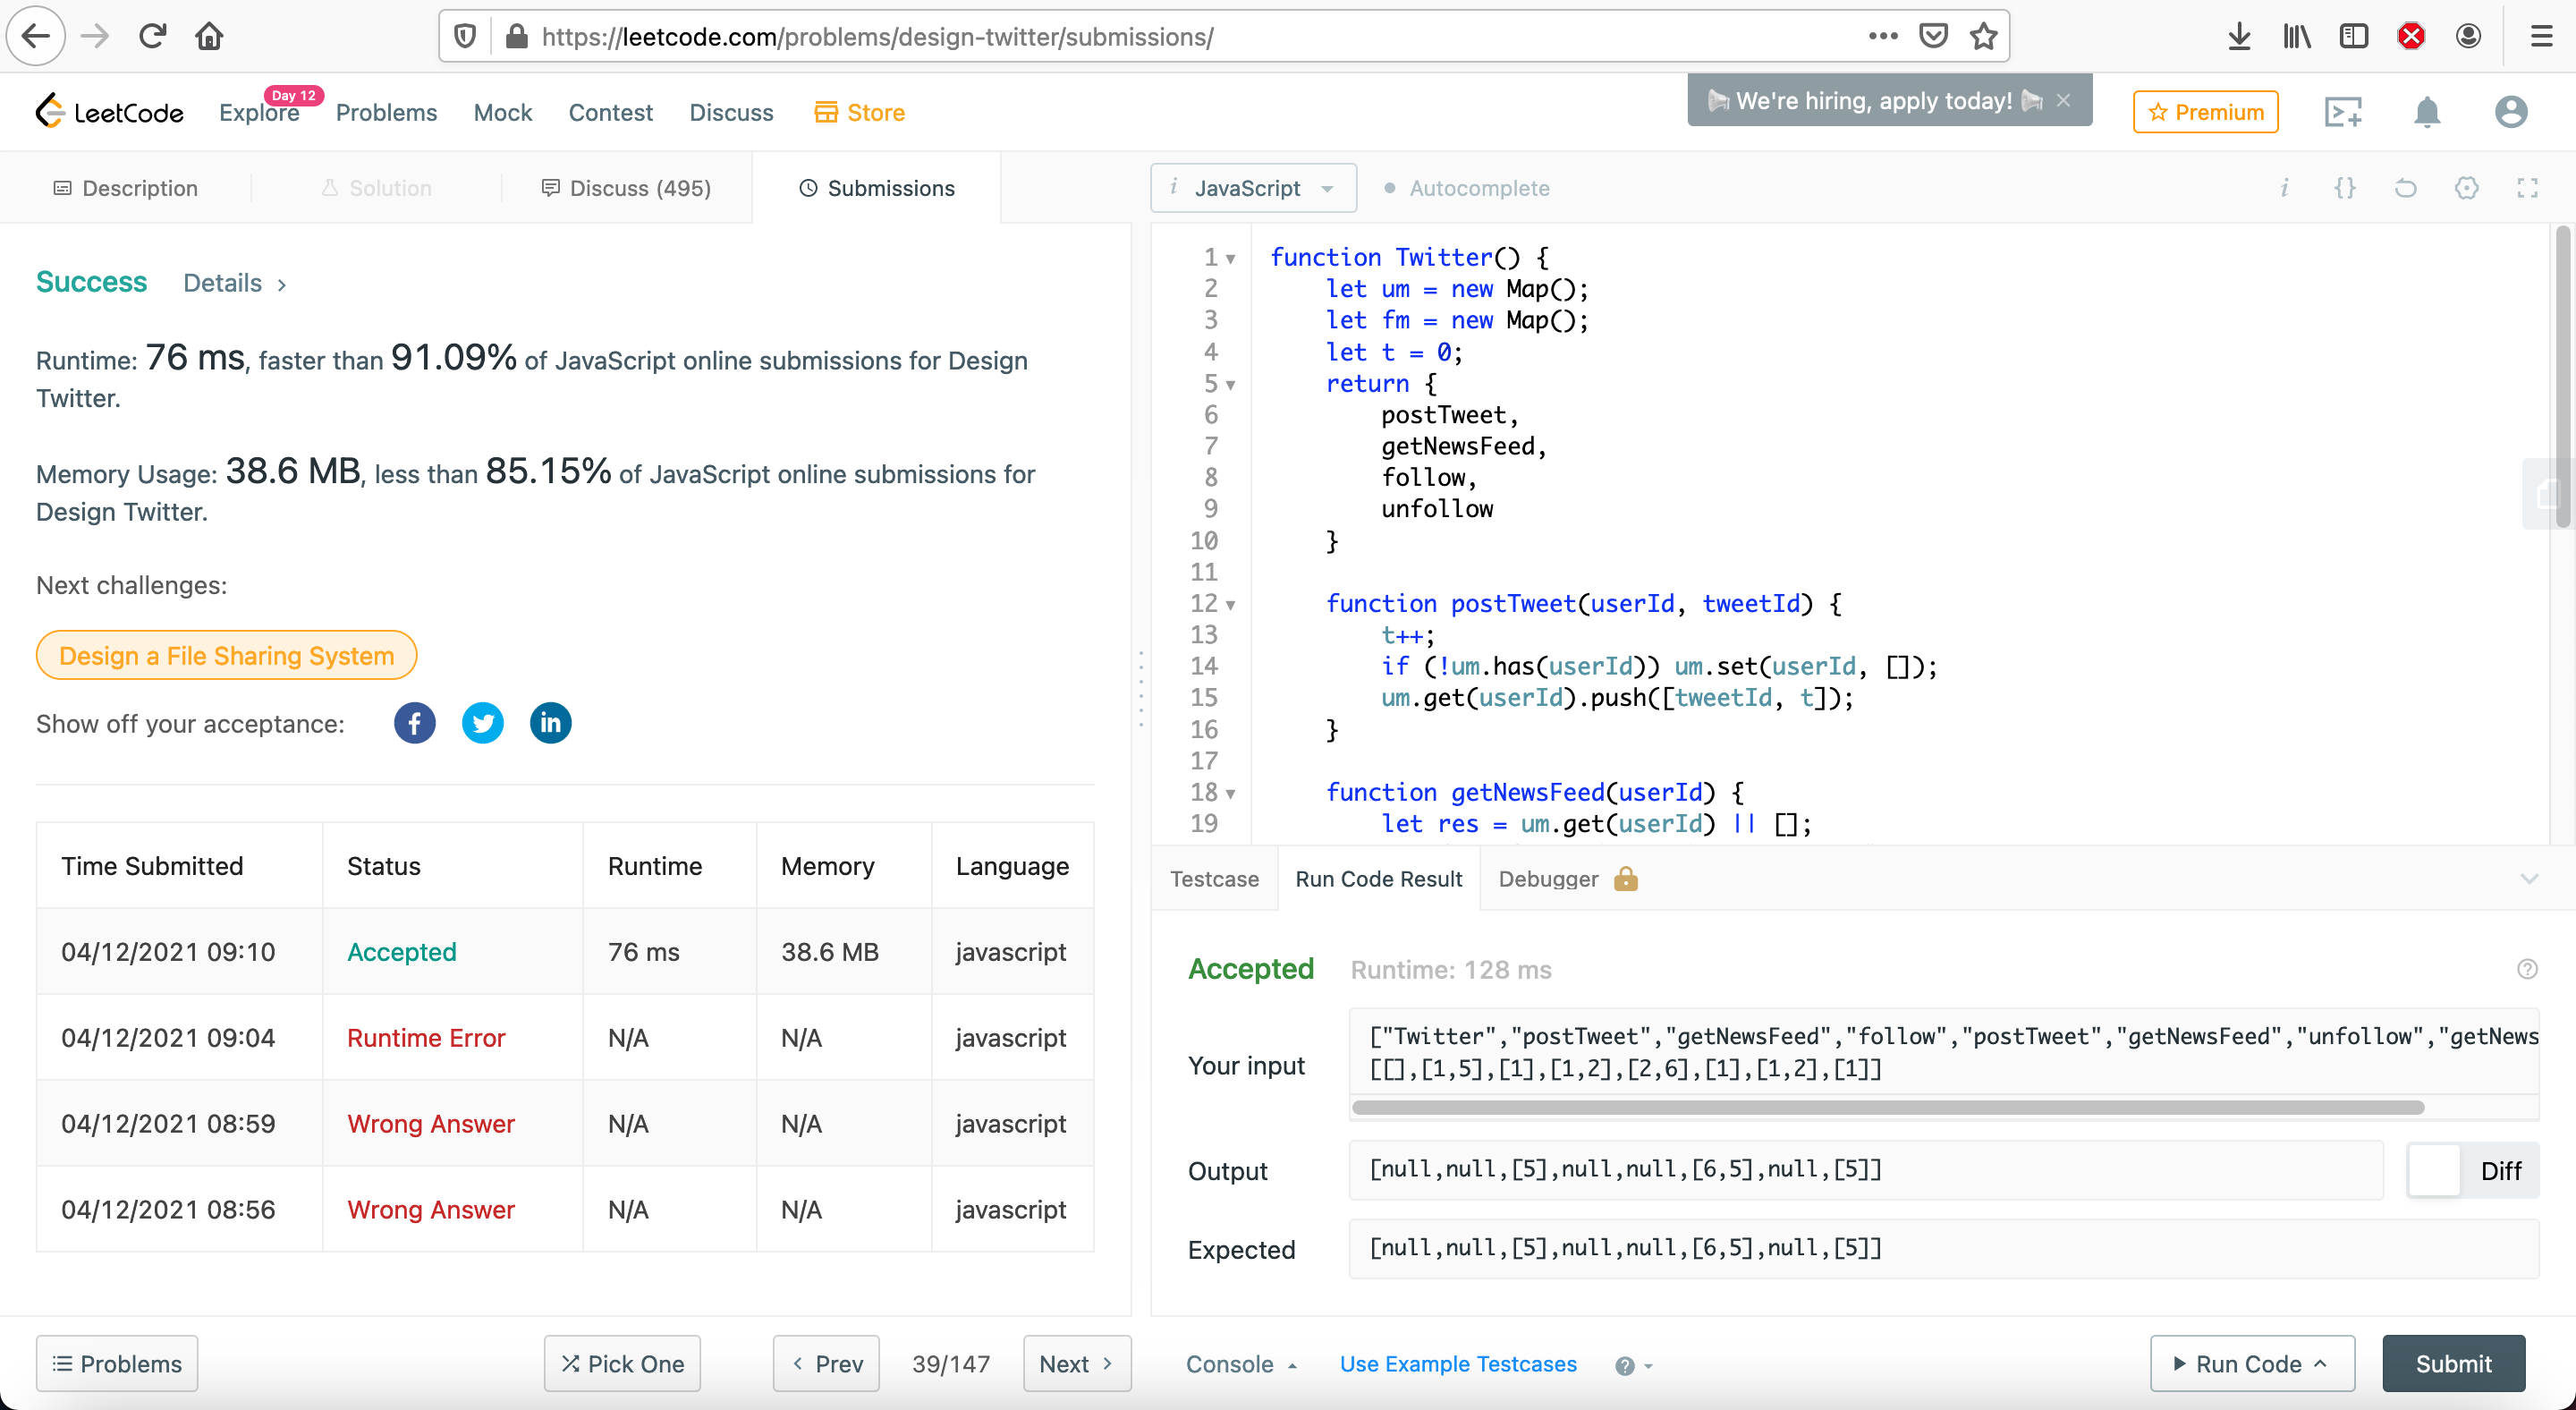 https://leetcode.com/problems/design-twitter/submissions/
LeetCode
Explore
Day 12
Problems
Mock
Contest
Discuss
Store
We're hiring, apply today!
Premium
Description
Solution
Discuss (495)
Submissions
Success
Details
Runtime: 76 ms, faster than 91.09% of JavaScript online submissions for Design
Twitter.
Memory Usage: 38.6 MB, less than 85.15% of JavaScript online submissions for
Design Twitter.
Next challenges:
Design a File Sharing System
Show off your acceptance:
Time Submitted Status Runtime Memory Language
04/12/2021 09:10 Accepted 76 ms 38.6 MB javascript
04/12/2021 09:04 Runtime Error N/A N/A javascript
04/12/2021 08:59 Wrong Answer N/A N/A javascript
04/12/2021 08:56 Wrong Answer N/A N/A javascript
Problems
Pick One
Prev
39/147
Next
i JavaScript
Autocomplete
i {}
1 function Twitter() {
2 let um = new Map();
3 let fm = new Map();
4 let t = 0;
5 return {
6 postTweet,
7 getNewsFeed,
8 follow,
9 unfollow
10 }
11
12 function postTweet(userId, tweetId) {
13 t++;
14 if (!um.has(userId)) um.set(userId, []);
15 um.get(userId).push([tweetId, t]);
16 }
17
18 function getNewsFeed(userId) {
19 let res = um.get(userId) || [];
Testcase
Run Code Result
Debugger
Accepted
Runtime: 128 ms
Your input
["Twitter","postTweet","getNewsFeed","follow","postTweet","getNewsFeed","unfollow","getNews
[[],[1,5],[1],[1,2],[2,6],[1],[1,2],[1]]
Output
[null,null,[5],null,null,[6,5],null,[5]]
Diff
Expected
[null,null,[5],null,null,[6,5],null,[5]]
Console
Use Example Testcases
Run Code
Submit